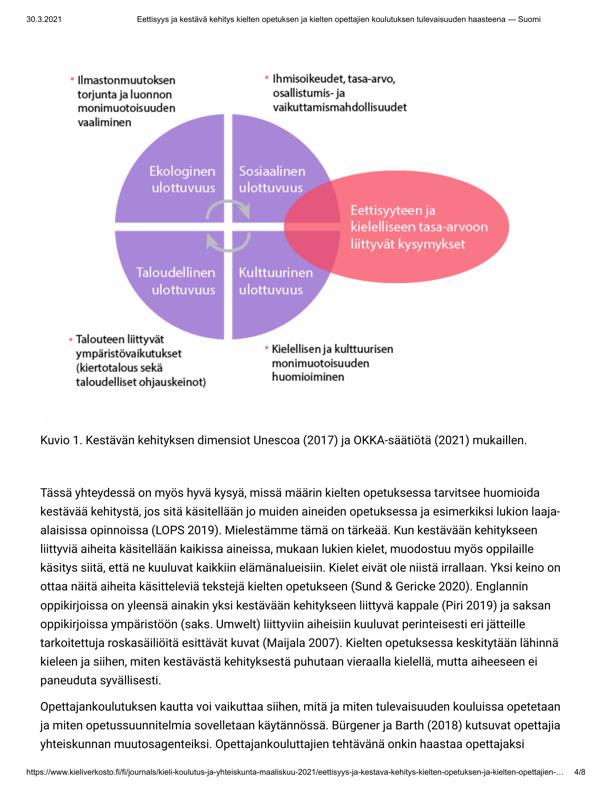 30.3.2021
Eettisyys ja kestävä kehitys kielten opetuksen ja kielten opettajien koulutuksen tulevaisuuden haasteena — Suomi
• Ilmastonmuutoksen
torjunta ja luonnon
monimuotoisuuden
vaaliminen
• Ihmisoikeudet, tasa-arvo,
osallistumis- ja
vaikuttamismahdollisuudet
Ekologinen
ulottuvuus
Sosiaalinen
ulottuvuus
Eettisyyteen ja
kielelliseen tasa-arvoon
liittyvät kysymykset
Taloudellinen
ulottuvuus
Kulttuurinen
ulottuvuus
• Talouteen liittyvät
ympäristövaikutukset
(kiertotalous sekä
taloudelliset ohjauskeinot)
• Kielellisen ja kulttuurisen
monimuotoisuuden
huomioiminen
Kuvio 1. Kestävän kehityksen dimensiot Unescoa (2017) ja OKKA-säätiötä (2021) mukaillen.
Tässä yhteydessä on myös hyvä kysyä, missä määrin kielten opetuksessa tarvitsee huomioida
kestävää kehitystä, jos sitä käsitellään jo muiden aineiden opetuksessa ja esimerkiksi lukion laaja-
alaisissa opinnoissa (LOPS 2019). Mielestämme tämä on tärkeää. Kun kestävään kehitykseen
liittyviä aiheita käsitellään kaikissa aineissa, mukaan lukien kielet, muodostuu myös oppilaille
käsitys siitä, että ne kuuluvat kaikkiin elämänalueisiin. Kielet eivät ole niistä irrallaan. Yksi keino on
ottaa näitä aiheita käsitteleviä tekstejä kielten opetukseen (Sund & Gericke 2020). Englannin
oppikirjoissa on yleensä ainakin yksi kestävään kehitykseen liittyvä kappale (Piri 2019) ja saksan
oppikirjoissa ympäristöön (saks. Umwelt) liittyviin aiheisiin kuuluvat perinteisesti eri jätteille
tarkoitettuja roskasäiliöitä esittävät kuvat (Maijala 2007). Kielten opetuksessa keskitytään lähinnä
kieleen ja siihen, miten kestävästä kehityksestä puhutaan vieraalla kielellä, mutta aiheeseen ei
paneuduta syvällisesti.
Opettajankoulutuksen kautta voi vaikuttaa siihen, mitä ja miten tulevaisuuden kouluissa opetetaan
ja miten opetussuunnitelmia sovelletaan käytännössä. Bürgener ja Barth (2018) kutsuvat opettajia
yhteiskunnan muutosagenteiksi. Opettajankouluttajien tehtävänä onkin haastaa opettajaksi
https://www.kieliverkosto.fi/fi/journals/kieli-koulutus-ja-yhteiskunta-maaliskuu-2021/eettisyys-ja-kestava-kehitys-kielten-opetuksen-ja-kielten-opettajien-…
4/8